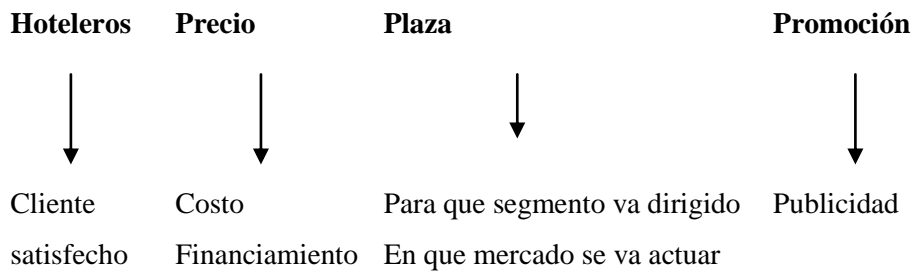 Hoteleros Precio Plaza Promoción
Cliente Costo Para que segmento va dirigido Publicidad
satisfecho Financiamiento En que mercado se va actuar